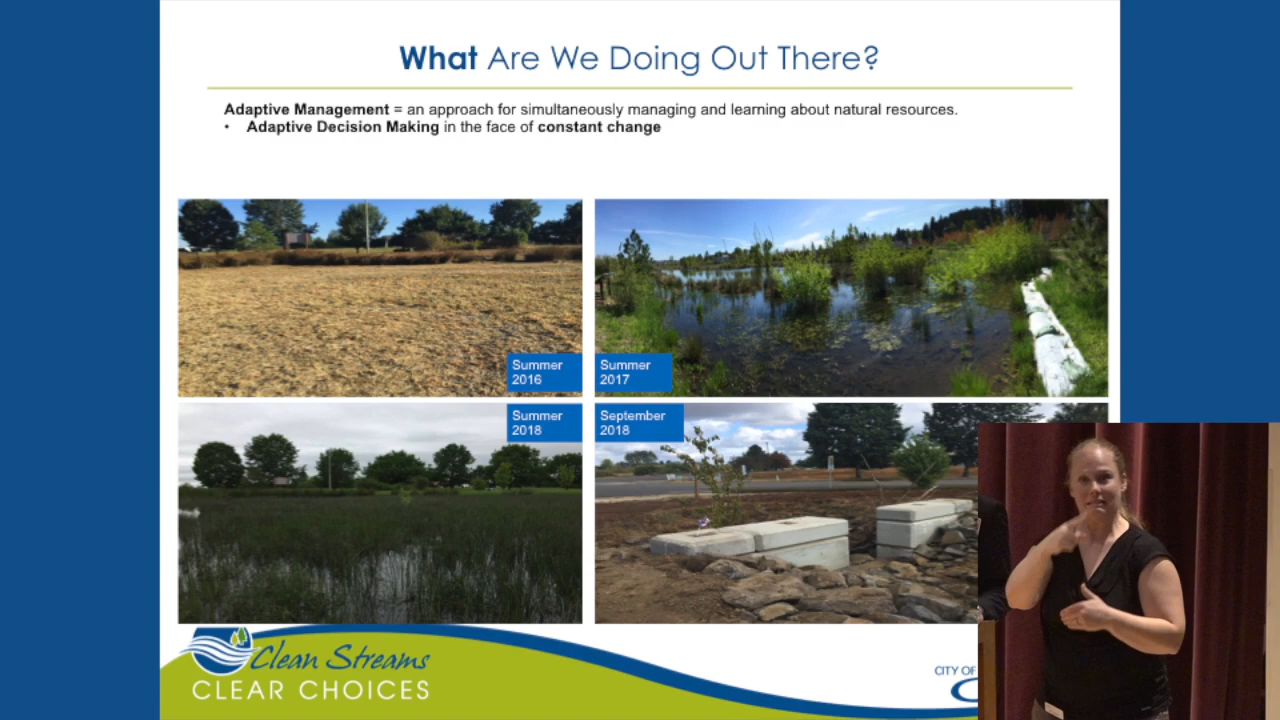 What Are We Doing Out There?
Adaptive Management = an approach for simultaneously managing and learning about natural resources.
• Adaptive Decision Making in the face of constant change
Summer
2016
Summer
2017
Summer
2018
September
2018
Clean Streams
CLEAR CHOICES
CITY OF